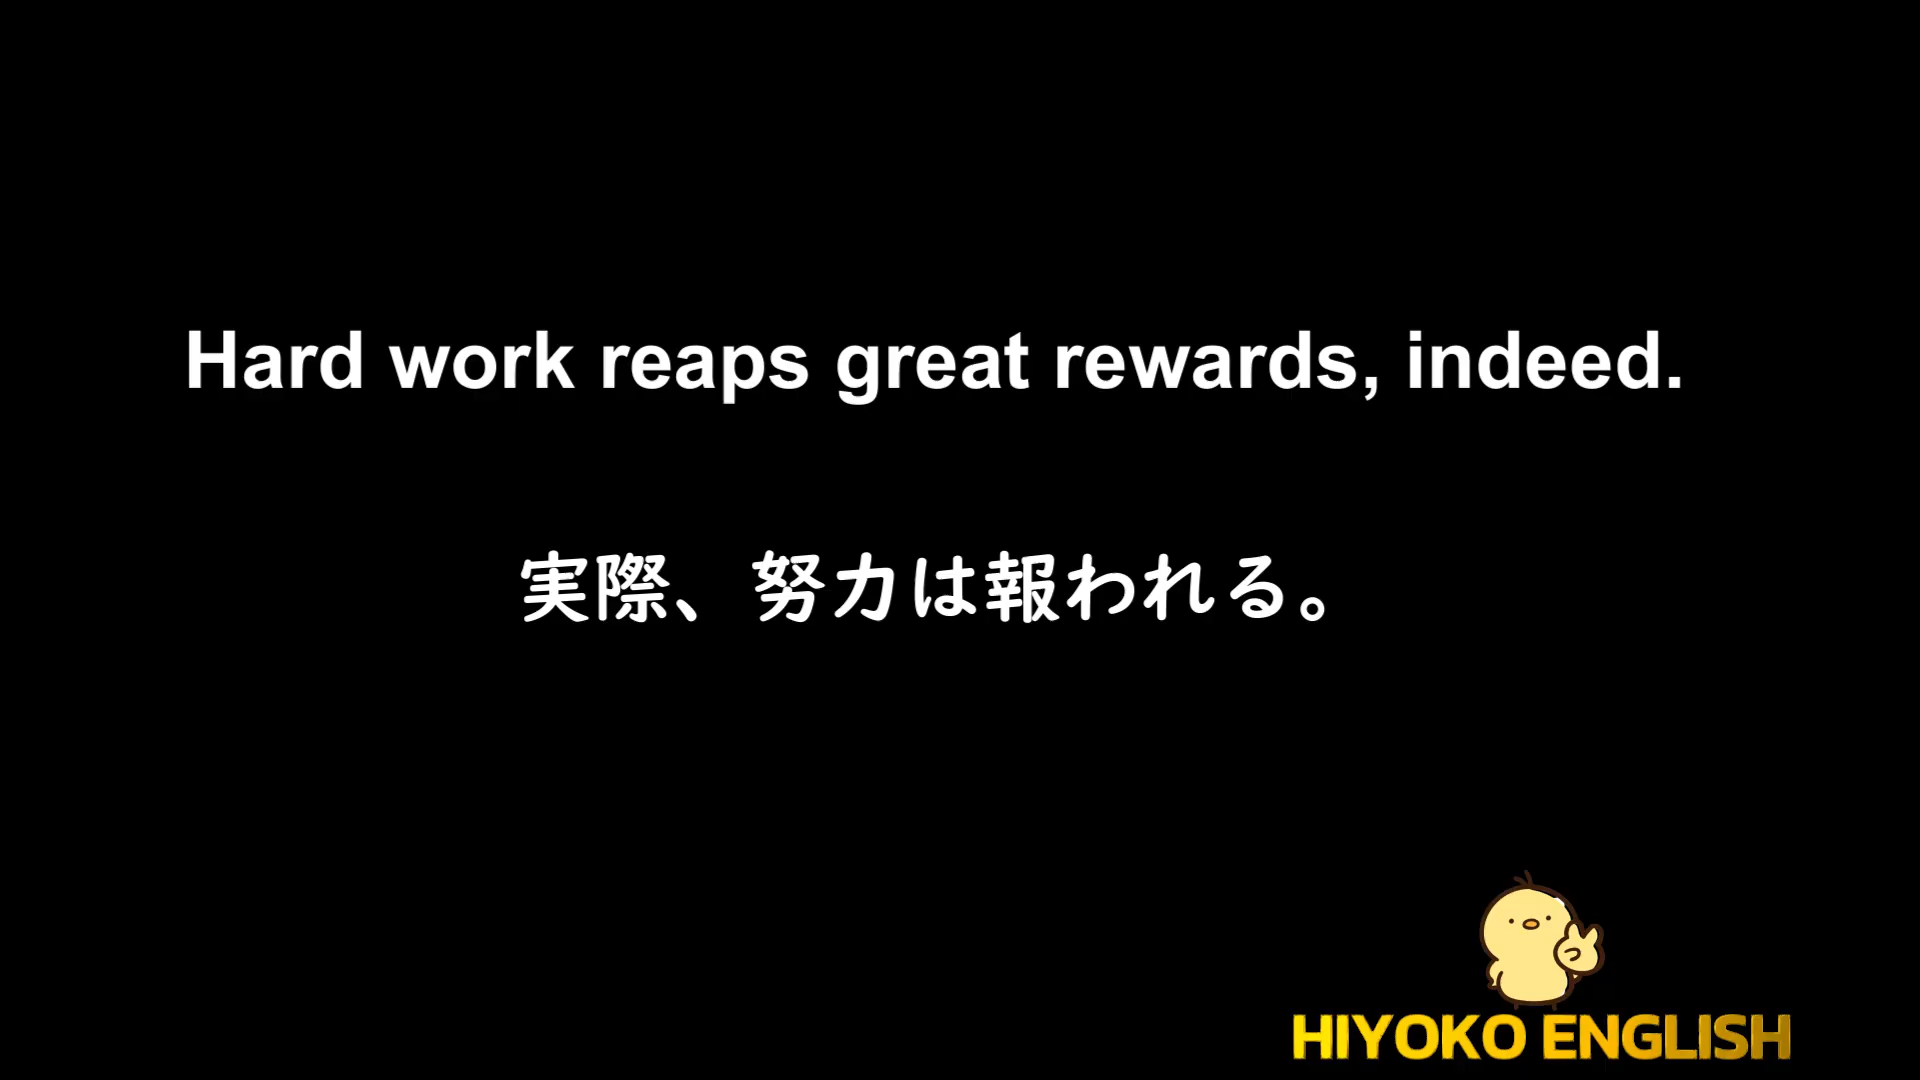 Hard work reaps great rewards, indeed.
実際、努力は報われる。
HIYOKO ENGLISH